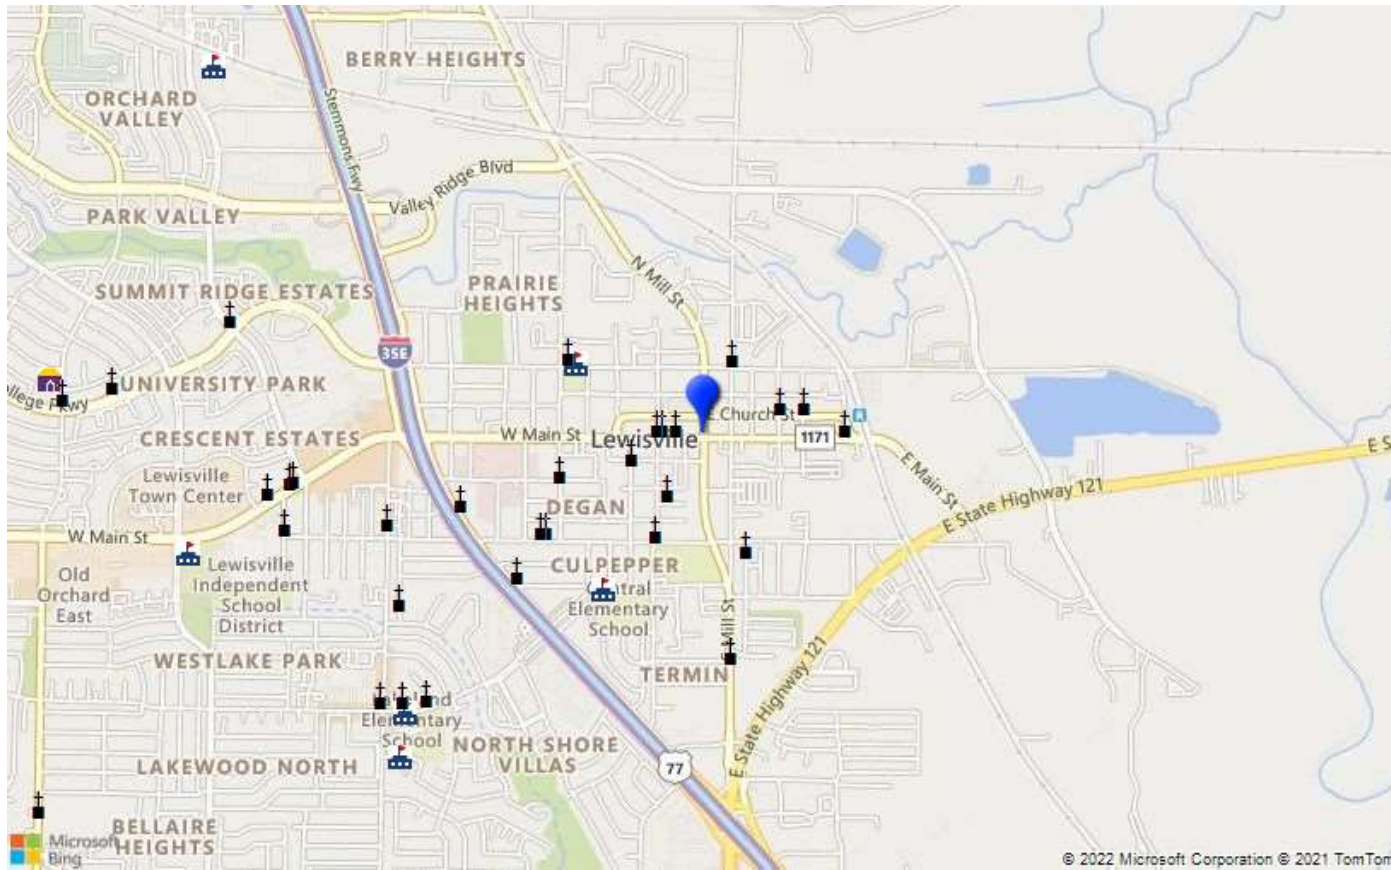 BERRY HEIGHTS
ORCHARD
VALLEY
Stemmons Fwy
Valley Ridge Blvd
PARK VALLEY
N Mill St
PRAIRIE
HEIGHTS
SUMMIT RIDGE ESTATES
35E
UNIVERSITY PARK
ollege Pkwy
E Church St
W Main St
Lewisville
1171
CRESCENT ESTATES
E S
E Main St
E State Highway 121
Lewisville
Town Center
DEGAN
W Main St
Old
Orchard
East
Lewisville
Independent
School
District
CULPEPPER
Central
Elementary
School
Mill St
WESTLAKE PARK
TERMIN
E State Highway 121
Lakeland
Elementary
School
NORTH SHORE
VILLAS
LAKEWOOD NORTH
77
BELLAIRE
HEIGHTS
Microsoft
Bing
© 2022 Microsoft Corporation © 2021 TomTom